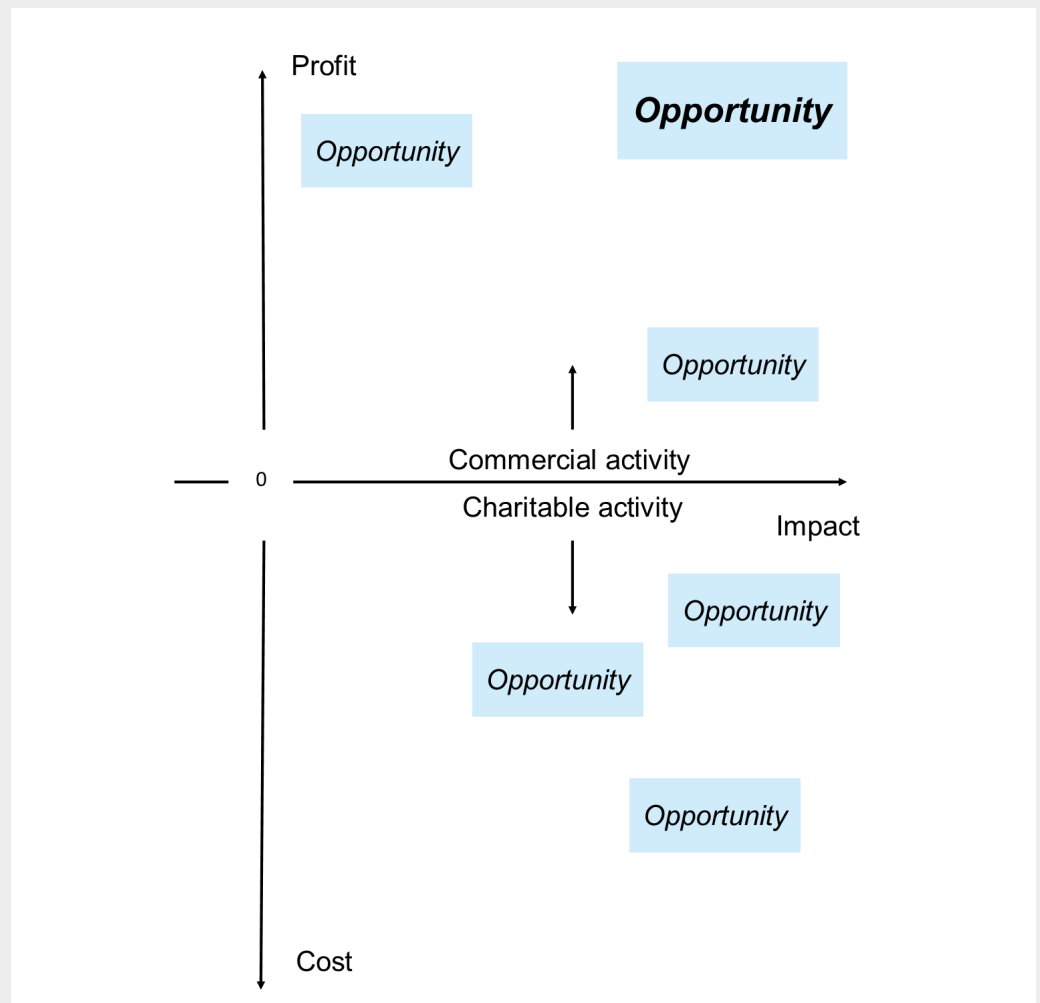 Profit
Opportunity
Opportunity
Opportunity
Commercial activity
0
Charitable activity
Impact
Opportunity
Opportunity
Opportunity
Cost